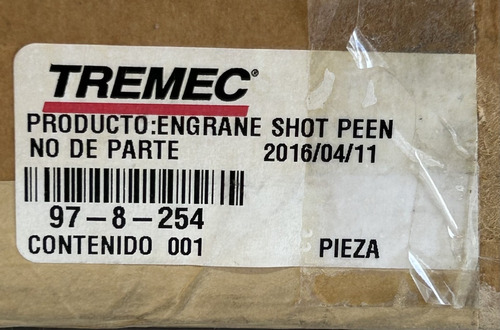 TREMEC®
PRODUCTO:ENGRANE SHOT PEEN
NO DE PARTE 2016/04/11
97-8-254
CONTENIDO 001 PIEZA